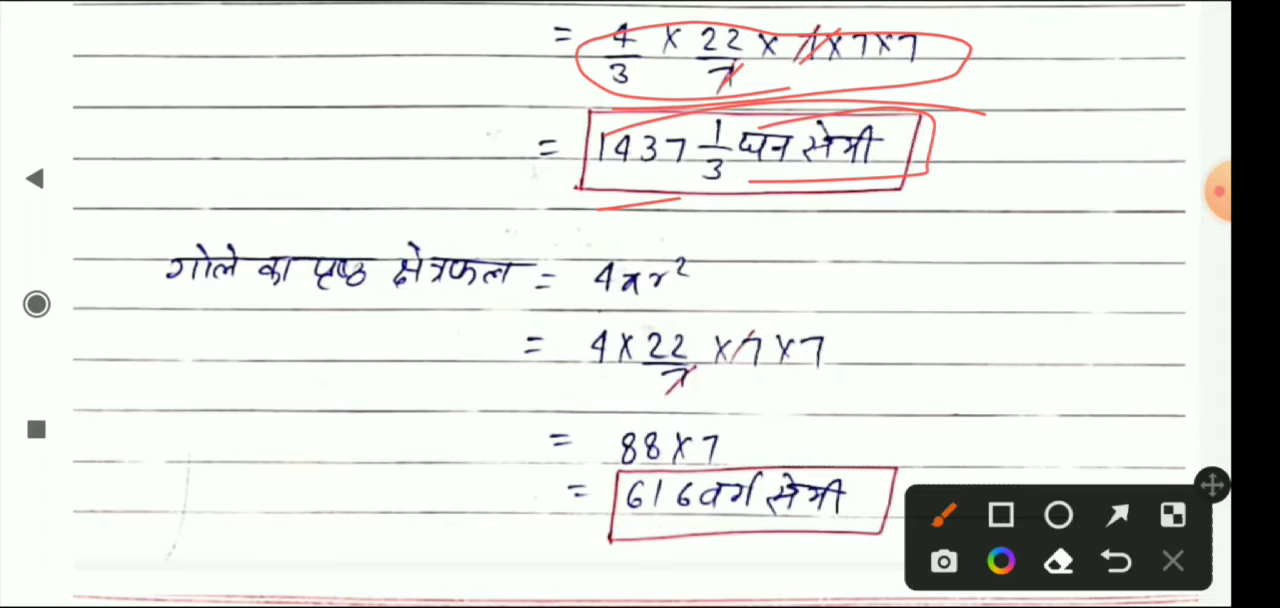 = 4/3 × 22/7 × 7 × 7 × 7
= 1437 1/3 घन सेमी
गोले का पृष्ठ क्षेत्रफल = 4πr²
= 4 × 22/7 × 7 × 7
= 88 × 7
= 616 वर्ग सेमी